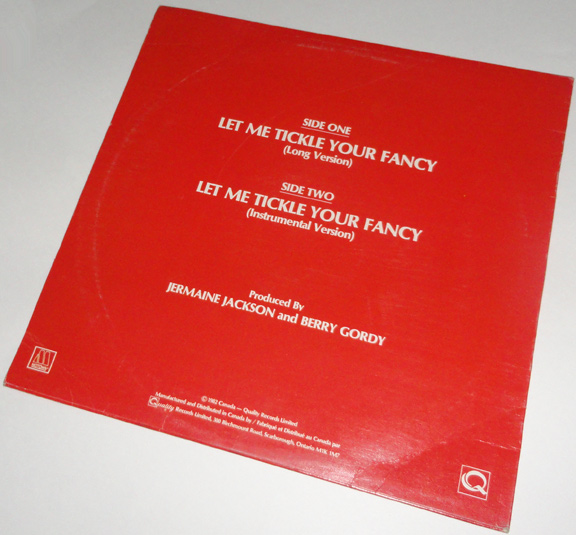 SIDE ONE
LET ME TICKLE YOUR FANCY
(Long Version)
SIDE TWO
LET ME TICKLE YOUR FANCY
(Instrumental Version)
Produced By
JERMAINE JACKSON and BERRY GORDY
© 1982 Canada — Quality Records Limited
Manufactured and Distributed in Canada by / Fabriqué et Distribué au Canada par
Quality Records Limited, 380 Birchmount Road, Scarborough, Ontario M1K 1M7
M
Q